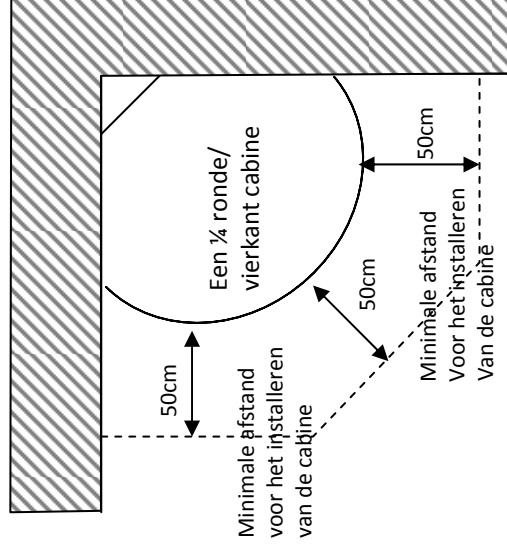 Een ¼ ronde/
vierkant cabine
50cm
50cm
50cm
Minimale afstand
voor het installeren
van de cabine
Minimale afstand
Voor het installeren
Van de cabine